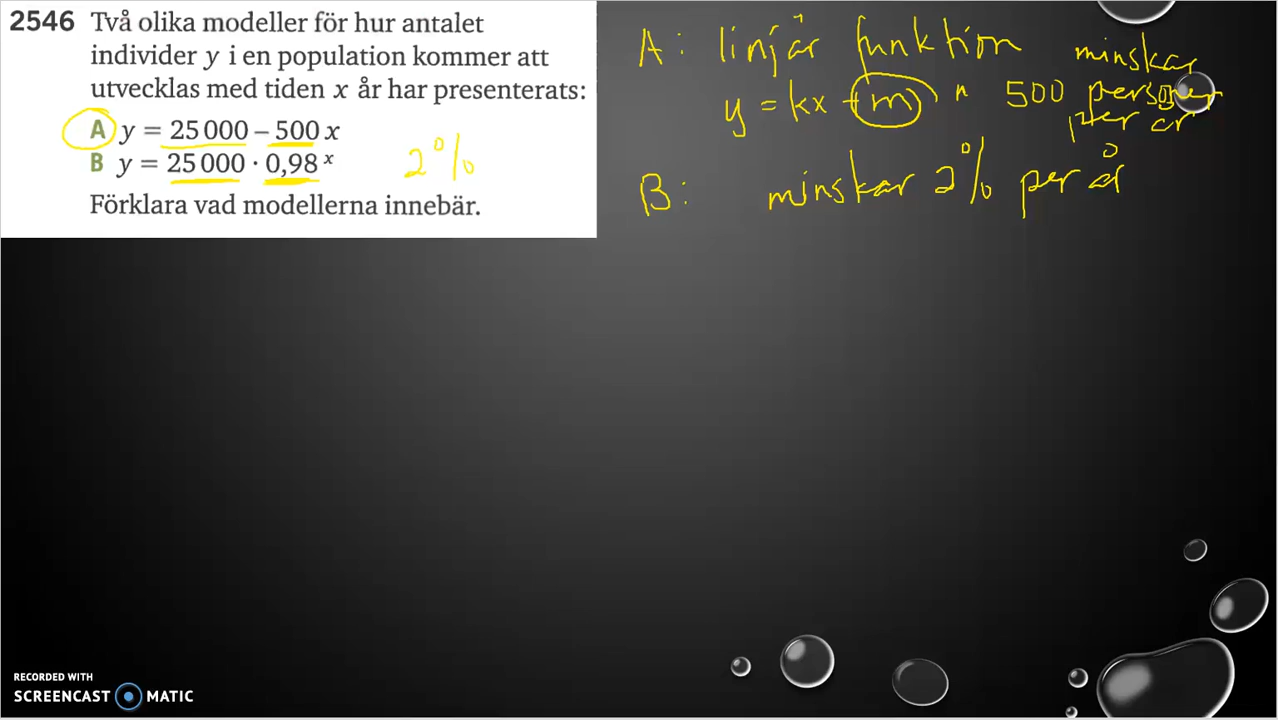 2546 Två olika modeller för hur antalet
individer y i en population kommer att
utvecklas med tiden x år har presenterats:
A y = 25 000 – 500 x
B y = 25 000 · 0,98 ˣ
2%
Förklara vad modellerna innebär.
A: linjär funktion
y = kx + m
minskar
500 personer
per år
B: minskar 2% per år
RECORDED WITH
SCREENCAST MATIC